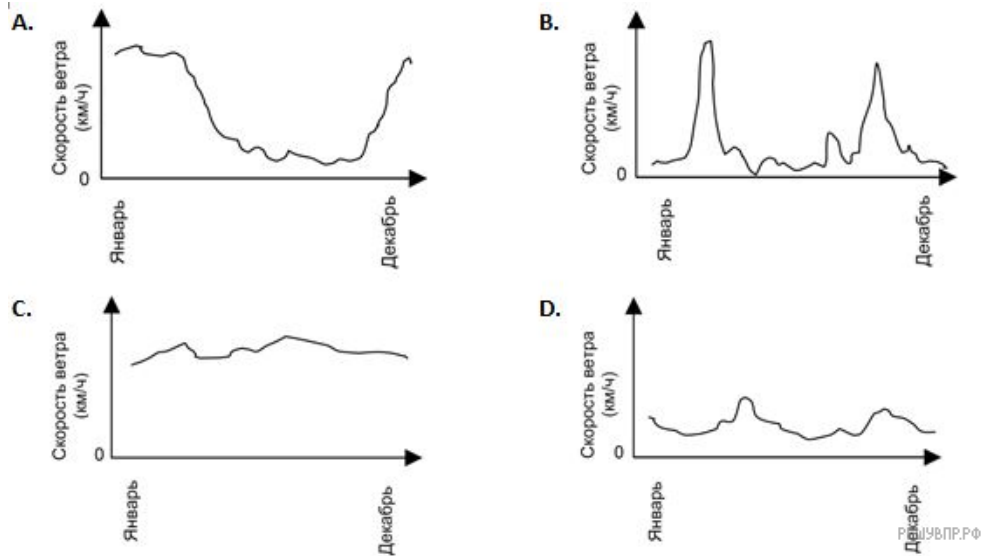 A.
Скорость ветра
(км/ч)
0
Январь
Декабрь
B.
Скорость ветра
(км/ч)
0
Январь
Декабрь
C.
Скорость ветра
(км/ч)
0
Январь
Декабрь
D.
Скорость ветра
(км/ч)
0
Январь
Декабрь
РЕШУВПР.РФ